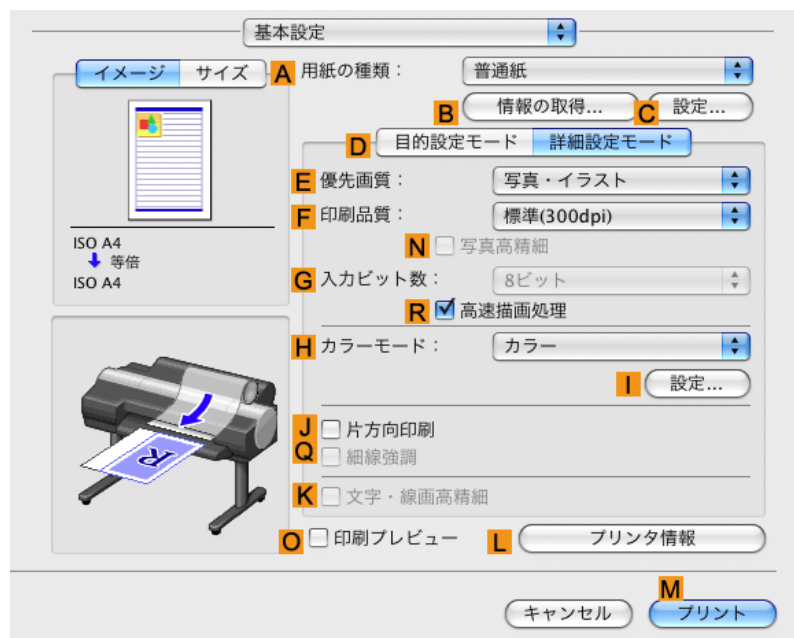 基本設定
イメージ サイズ
A 用紙の種類： 普通紙
B 情報の取得... C 設定...
D 目的設定モード 詳細設定モード
E 優先画質： 写真・イラスト
F 印刷品質： 標準(300dpi)
N 写真高精細
ISO A4
等倍
ISO A4
G 入力ビット数： 8ビット
R 高速描画処理
H カラーモード： カラー
I 設定...
J 片方向印刷
Q 細線強調
K 文字・線画高精細
R
O 印刷プレビュー L プリンタ情報
M
キャンセル プリント